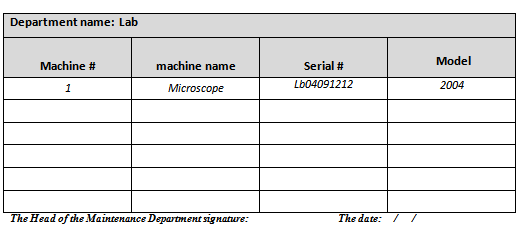 Department name: Lab
Machine # machine name Serial # Model
1 Microscope Lb04091212 2004
The Head of the Maintenance Department signature: The date: / /